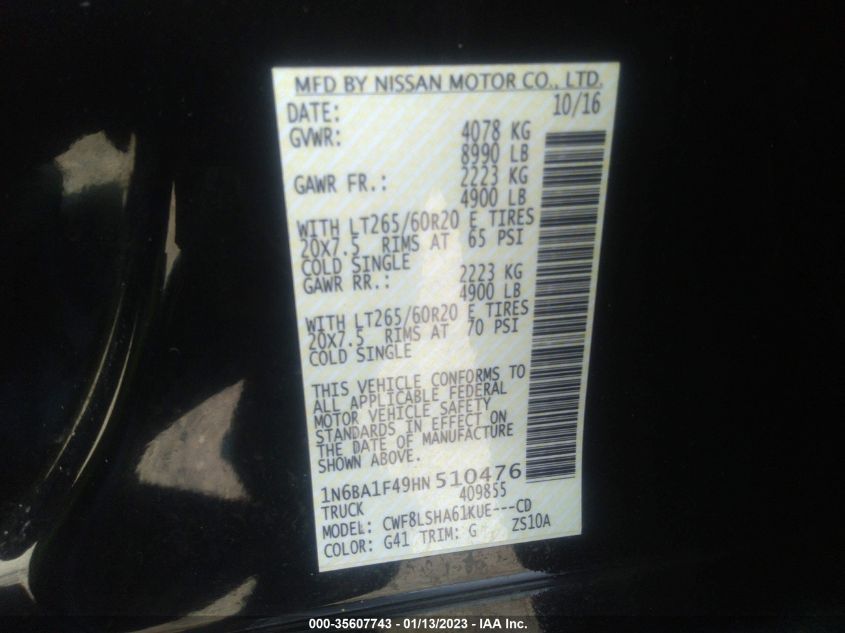 MFD BY NISSAN MOTOR CO., LTD.
DATE: 10/16
GVWR: 4078 KG
8990 LB
GAWR FR.: 2223 KG
4900 LB
WITH LT265/60R20 E TIRES
20X7.5 RIMS AT 65 PSI
COLD SINGLE
GAWR RR.: 2223 KG
4900 LB
WITH LT265/60R20 E TIRES
20X7.5 RIMS AT 70 PSI
COLD SINGLE
THIS VEHICLE CONFORMS TO
ALL APPLICABLE FEDERAL
MOTOR VEHICLE SAFETY
STANDARDS IN EFFECT ON
THE DATE OF MANUFACTURE
SHOWN ABOVE.
1N6BA1F49HN510476
TRUCK 409855
MODEL: CWF8LSHA61KUE---CD
COLOR: G41 TRIM: G ZS10A
000-35607743 - 01/13/2023 - IAA Inc.